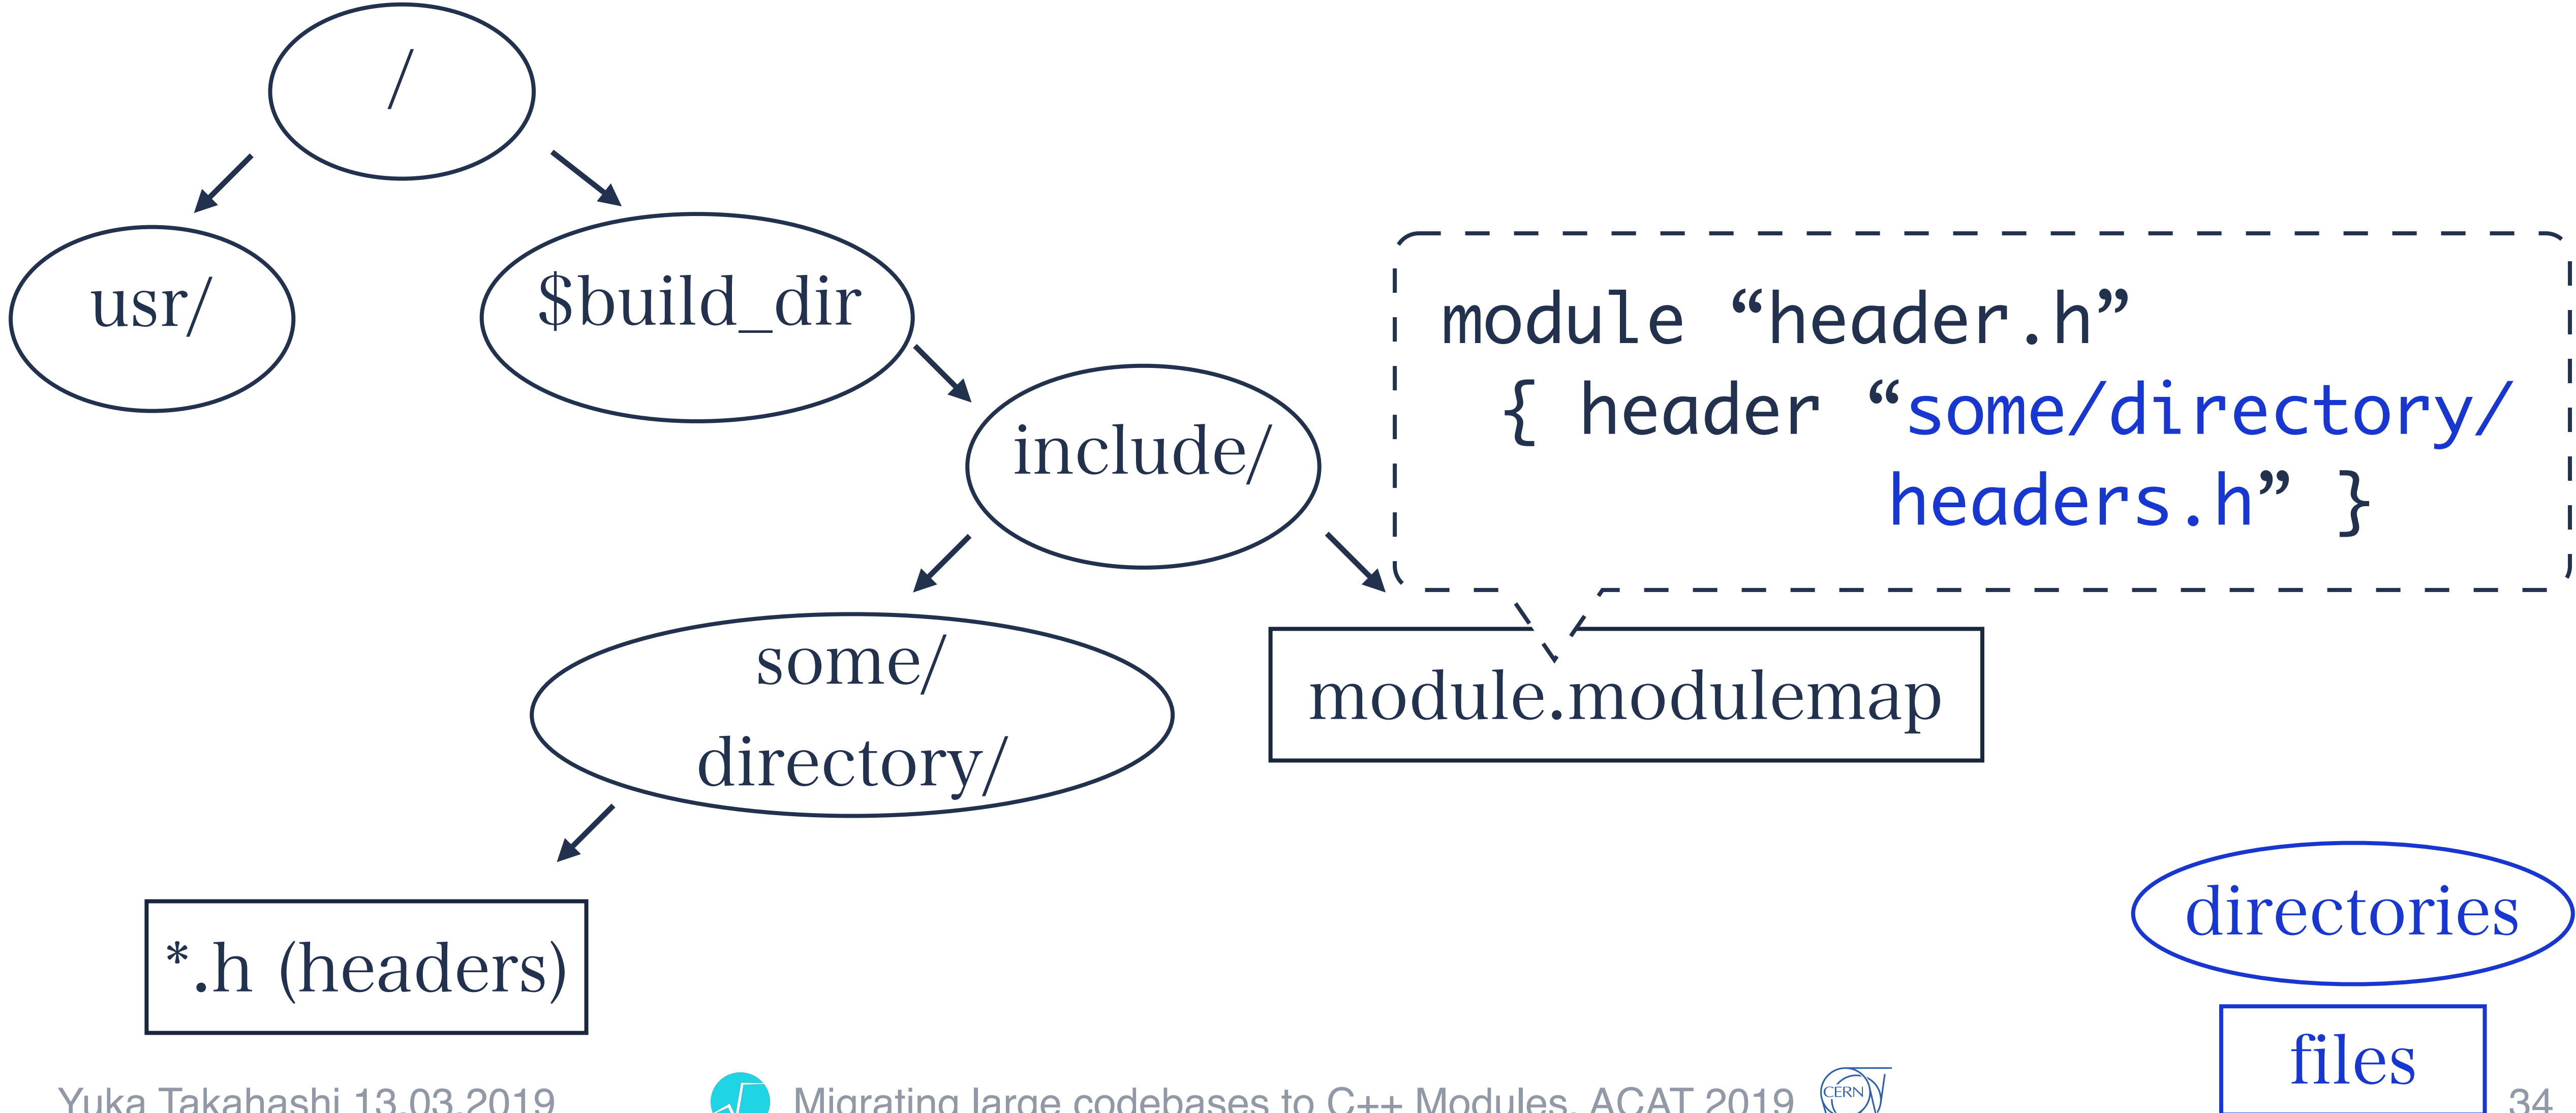 /
usr/
$build_dir
include/
module “header.h”
{ header “some/directory/
headers.h” }
some/
directory/
module.modulemap
*.h (headers)
directories
files
Yuka Takahashi 13.03.2019
Migrating large codebases to C++ Modules, ACAT 2019
CERN
34